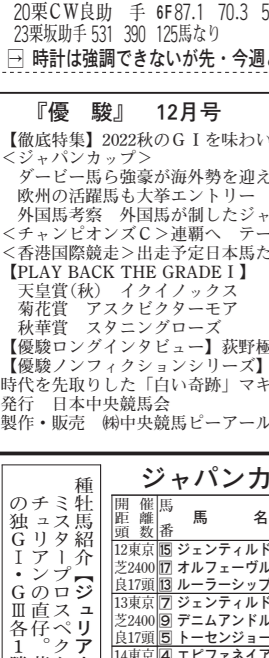 20栗CW良助 手 6F87.1 70.3 5
23栗坂助手 531 390 125馬なり
⊟ 時計は強調できないが先・今週
『優 駿』 12月号
【徹底特集】2022秋のGⅠを味わい
<ジャパンカップ>
ダービー馬ら強豪が海外勢を迎え
欧州の活躍馬も大挙エントリー
外国馬考察 外国馬が制したジャ
<チャンピオンズC>連覇へ テー
<香港国際競走>出走予定日本馬た
【PLAY BACK THE GRADEⅠ】
天皇賞(秋) イクイノックス
菊花賞 アスクビクターモア
秋華賞 スタニングローズ
【優駿ロングインタビュー】荻野極
【優駿ノンフィクションシリーズ】
時代を先取りした「白い奇跡」マキ
発行 日本中央競馬会
製作・販売 ㈱中央競馬ピーアール
種牡馬紹介【ジュリア
ミスタープロスペク
チュリアンの直仔。
の独GⅠ・GⅢ各1
ジャパンカ
開催 距離 頭数 馬番 馬 名
12東京 15 ジェンティルド
芝2400 17 オルフェーヴル
良17頭 13 ルーラーシップ
13東京 7 ジェンティルド
芝2400 9 デニムアンドル
良17頭 5 トーセンジョー
14東京 4 エピファネイア